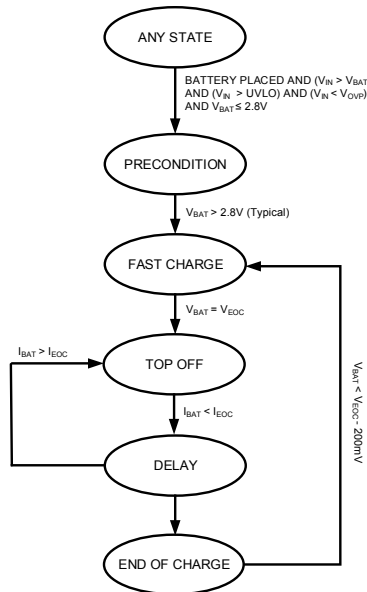 ANY STATE
BATTERY PLACED AND (VIN > VBAT
AND (VIN > UVLO) AND (VIN < VOVP)
AND VBAT ≤ 2.8V
PRECONDITION
VBAT > 2.8V (Typical)
FAST CHARGE
VBAT = VEOC
IBAT > IEOC
TOP OFF
IBAT < IEOC
VBAT < VEOC - 200mV
DELAY
END OF CHARGE